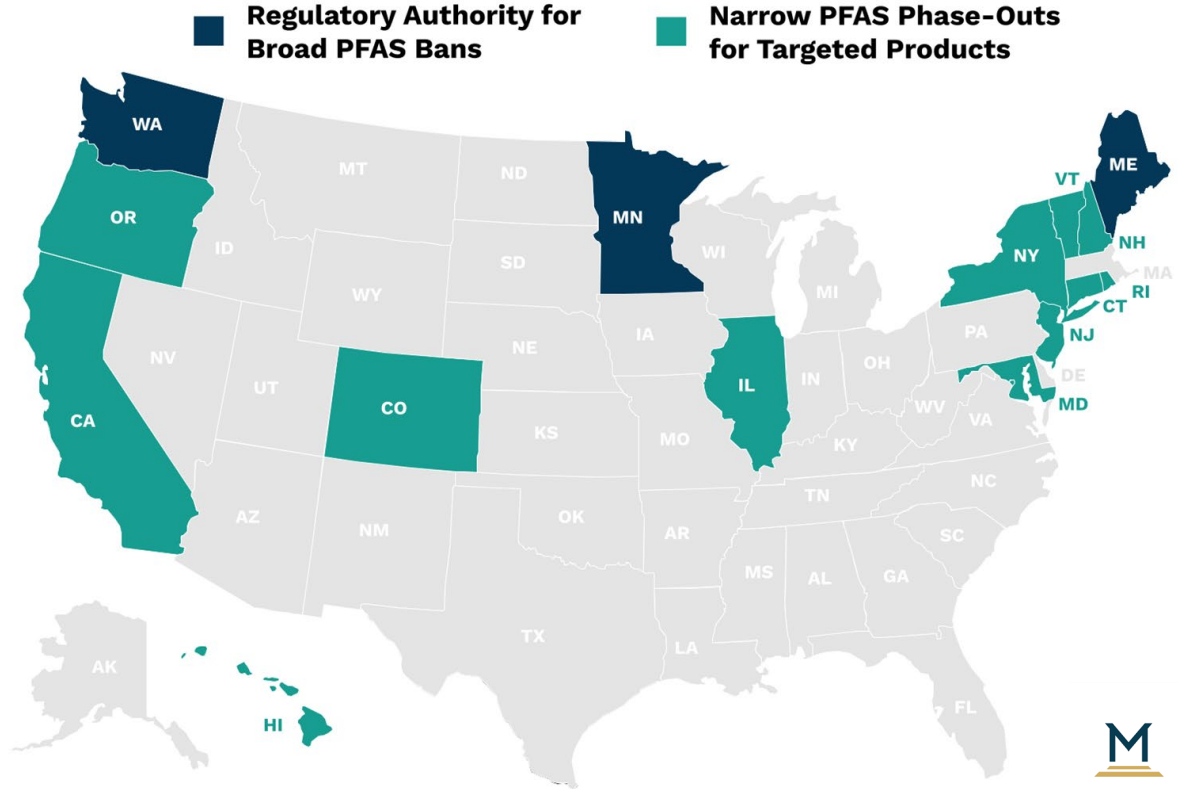 Regulatory Authority for
Broad PFAS Bans
Narrow PFAS Phase-Outs
for Targeted Products
WA
ME
MT
ND
VT
OR
MN
NH
ID
WI
NY
SD
MA
MI
RI
WY
CT
IA
PA
NJ
NE
NV
OH
DE
UT
IL
IN
CO
MD
WV
CA
VA
KS
MO
KY
NC
TN
AZ
OK
NM
AR
SC
MS
AL
GA
TX
LA
AK
FL
HI
M